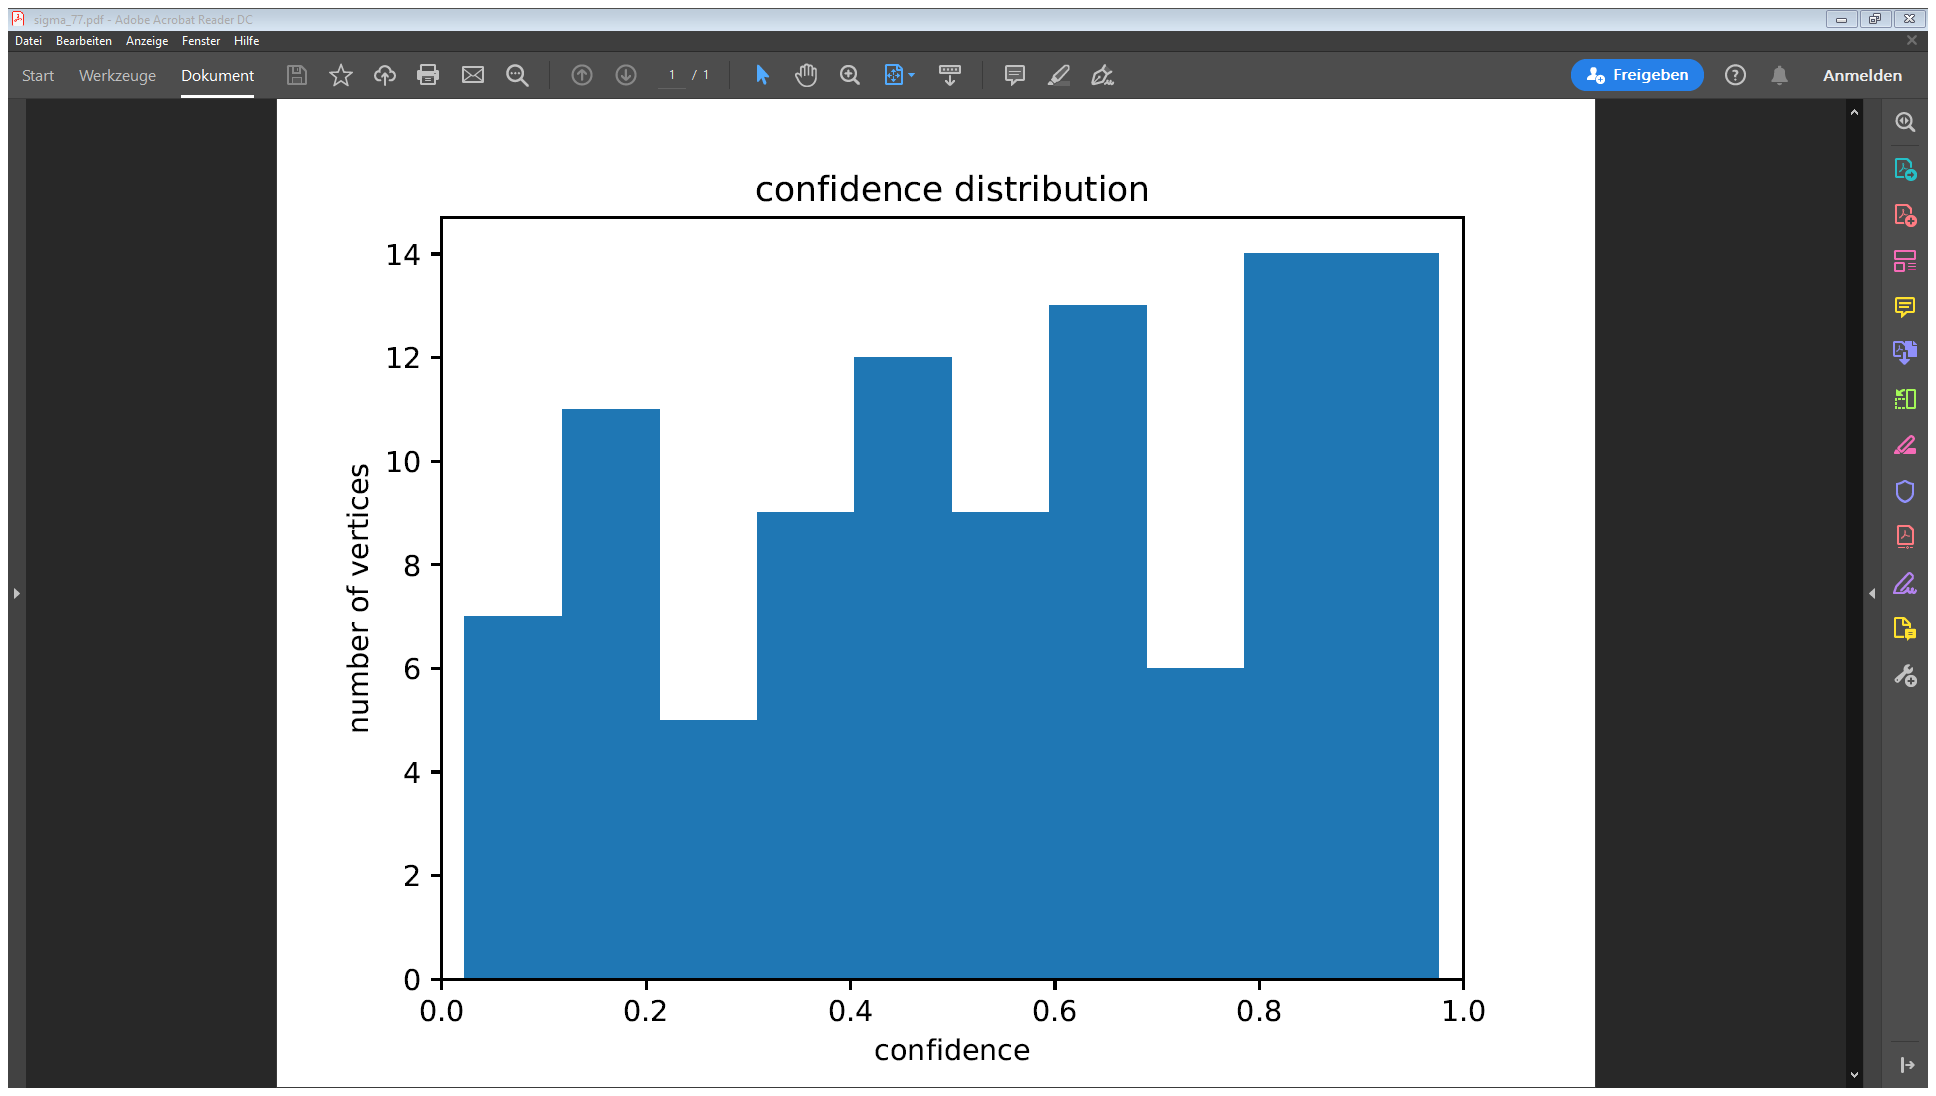 sigma_77.pdf - Adobe Acrobat Reader DC
Datei Bearbeiten Anzeige Fenster Hilfe
Start Werkzeuge Dokument 1 / 1 Freigeben Anmelden
confidence distribution
14
12
10
8
6
4
2
0
number of vertices
0.0 0.2 0.4 0.6 0.8 1.0
confidence